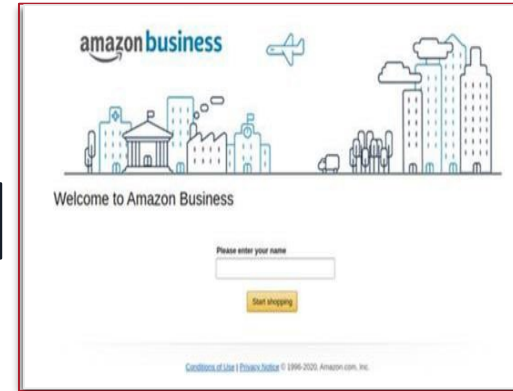 amazon business
Welcome to Amazon Business
Please enter your name
Start shopping
Conditions of Use | Privacy Notice © 1996-2020, Amazon.com, Inc.